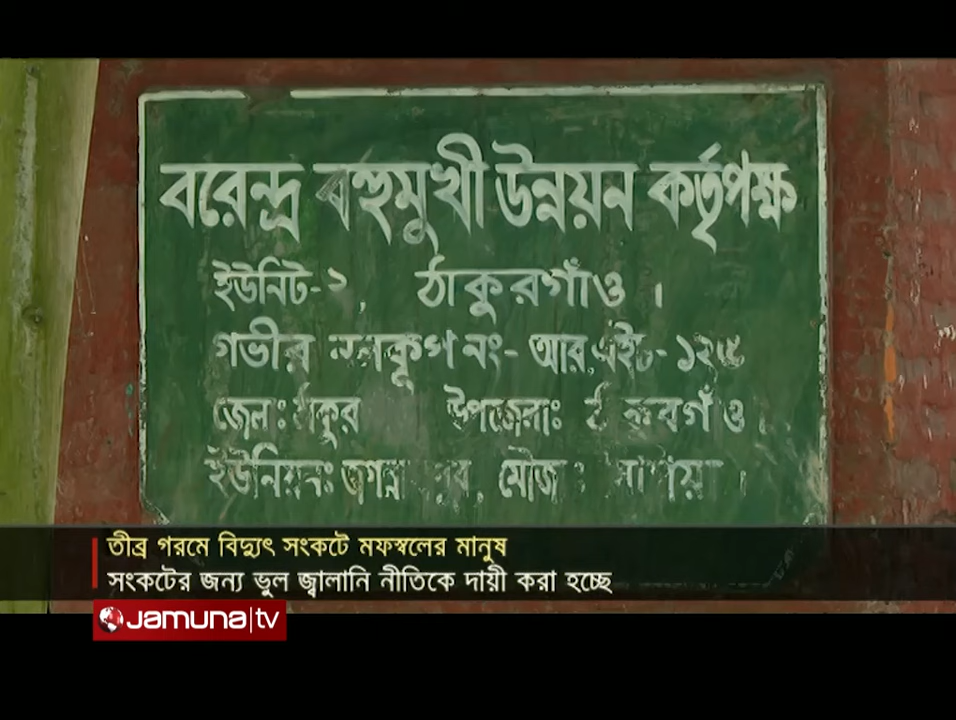 বরেন্দ্র বহুমুখী উন্নয়ন কর্তৃপক্ষ
ইউনিট-২, ঠাকুরগাঁও ।
গভীর নলকূপ নং- আর,এইচ-
জেলাঃ ঠাকুর উপজেলাঃ ঠাকুরগাঁও
ইউনিয়নঃ মৌজা
তীব্র গরমে বিদ্যুৎ সংকটে মফস্বলের মানুষ
সংকটের জন্য ভুল জ্বালানি নীতিকে দায়ী করা হচ্ছে
Jamuna|tv